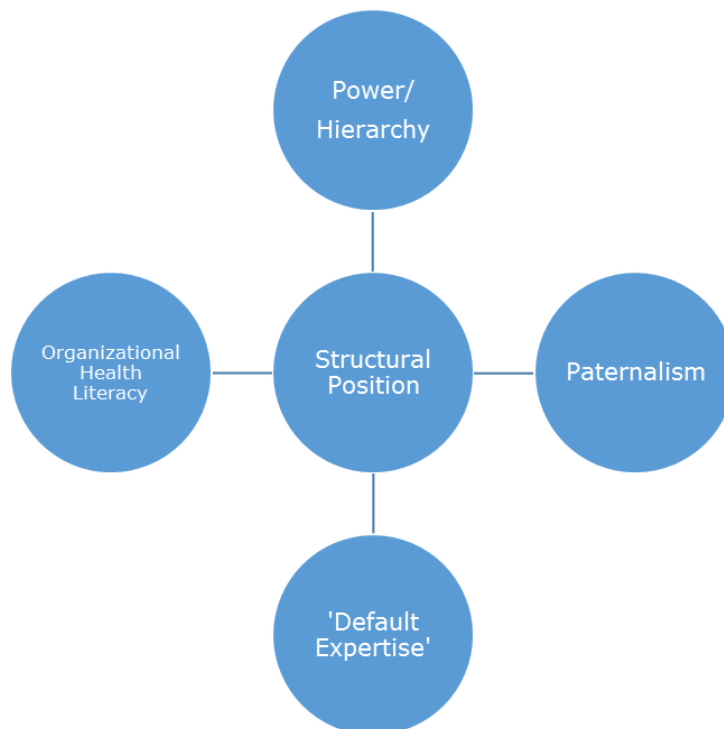 Power/
Hierarchy
Organizational
Health
Literacy
Structural
Position
Paternalism
'Default
Expertise'